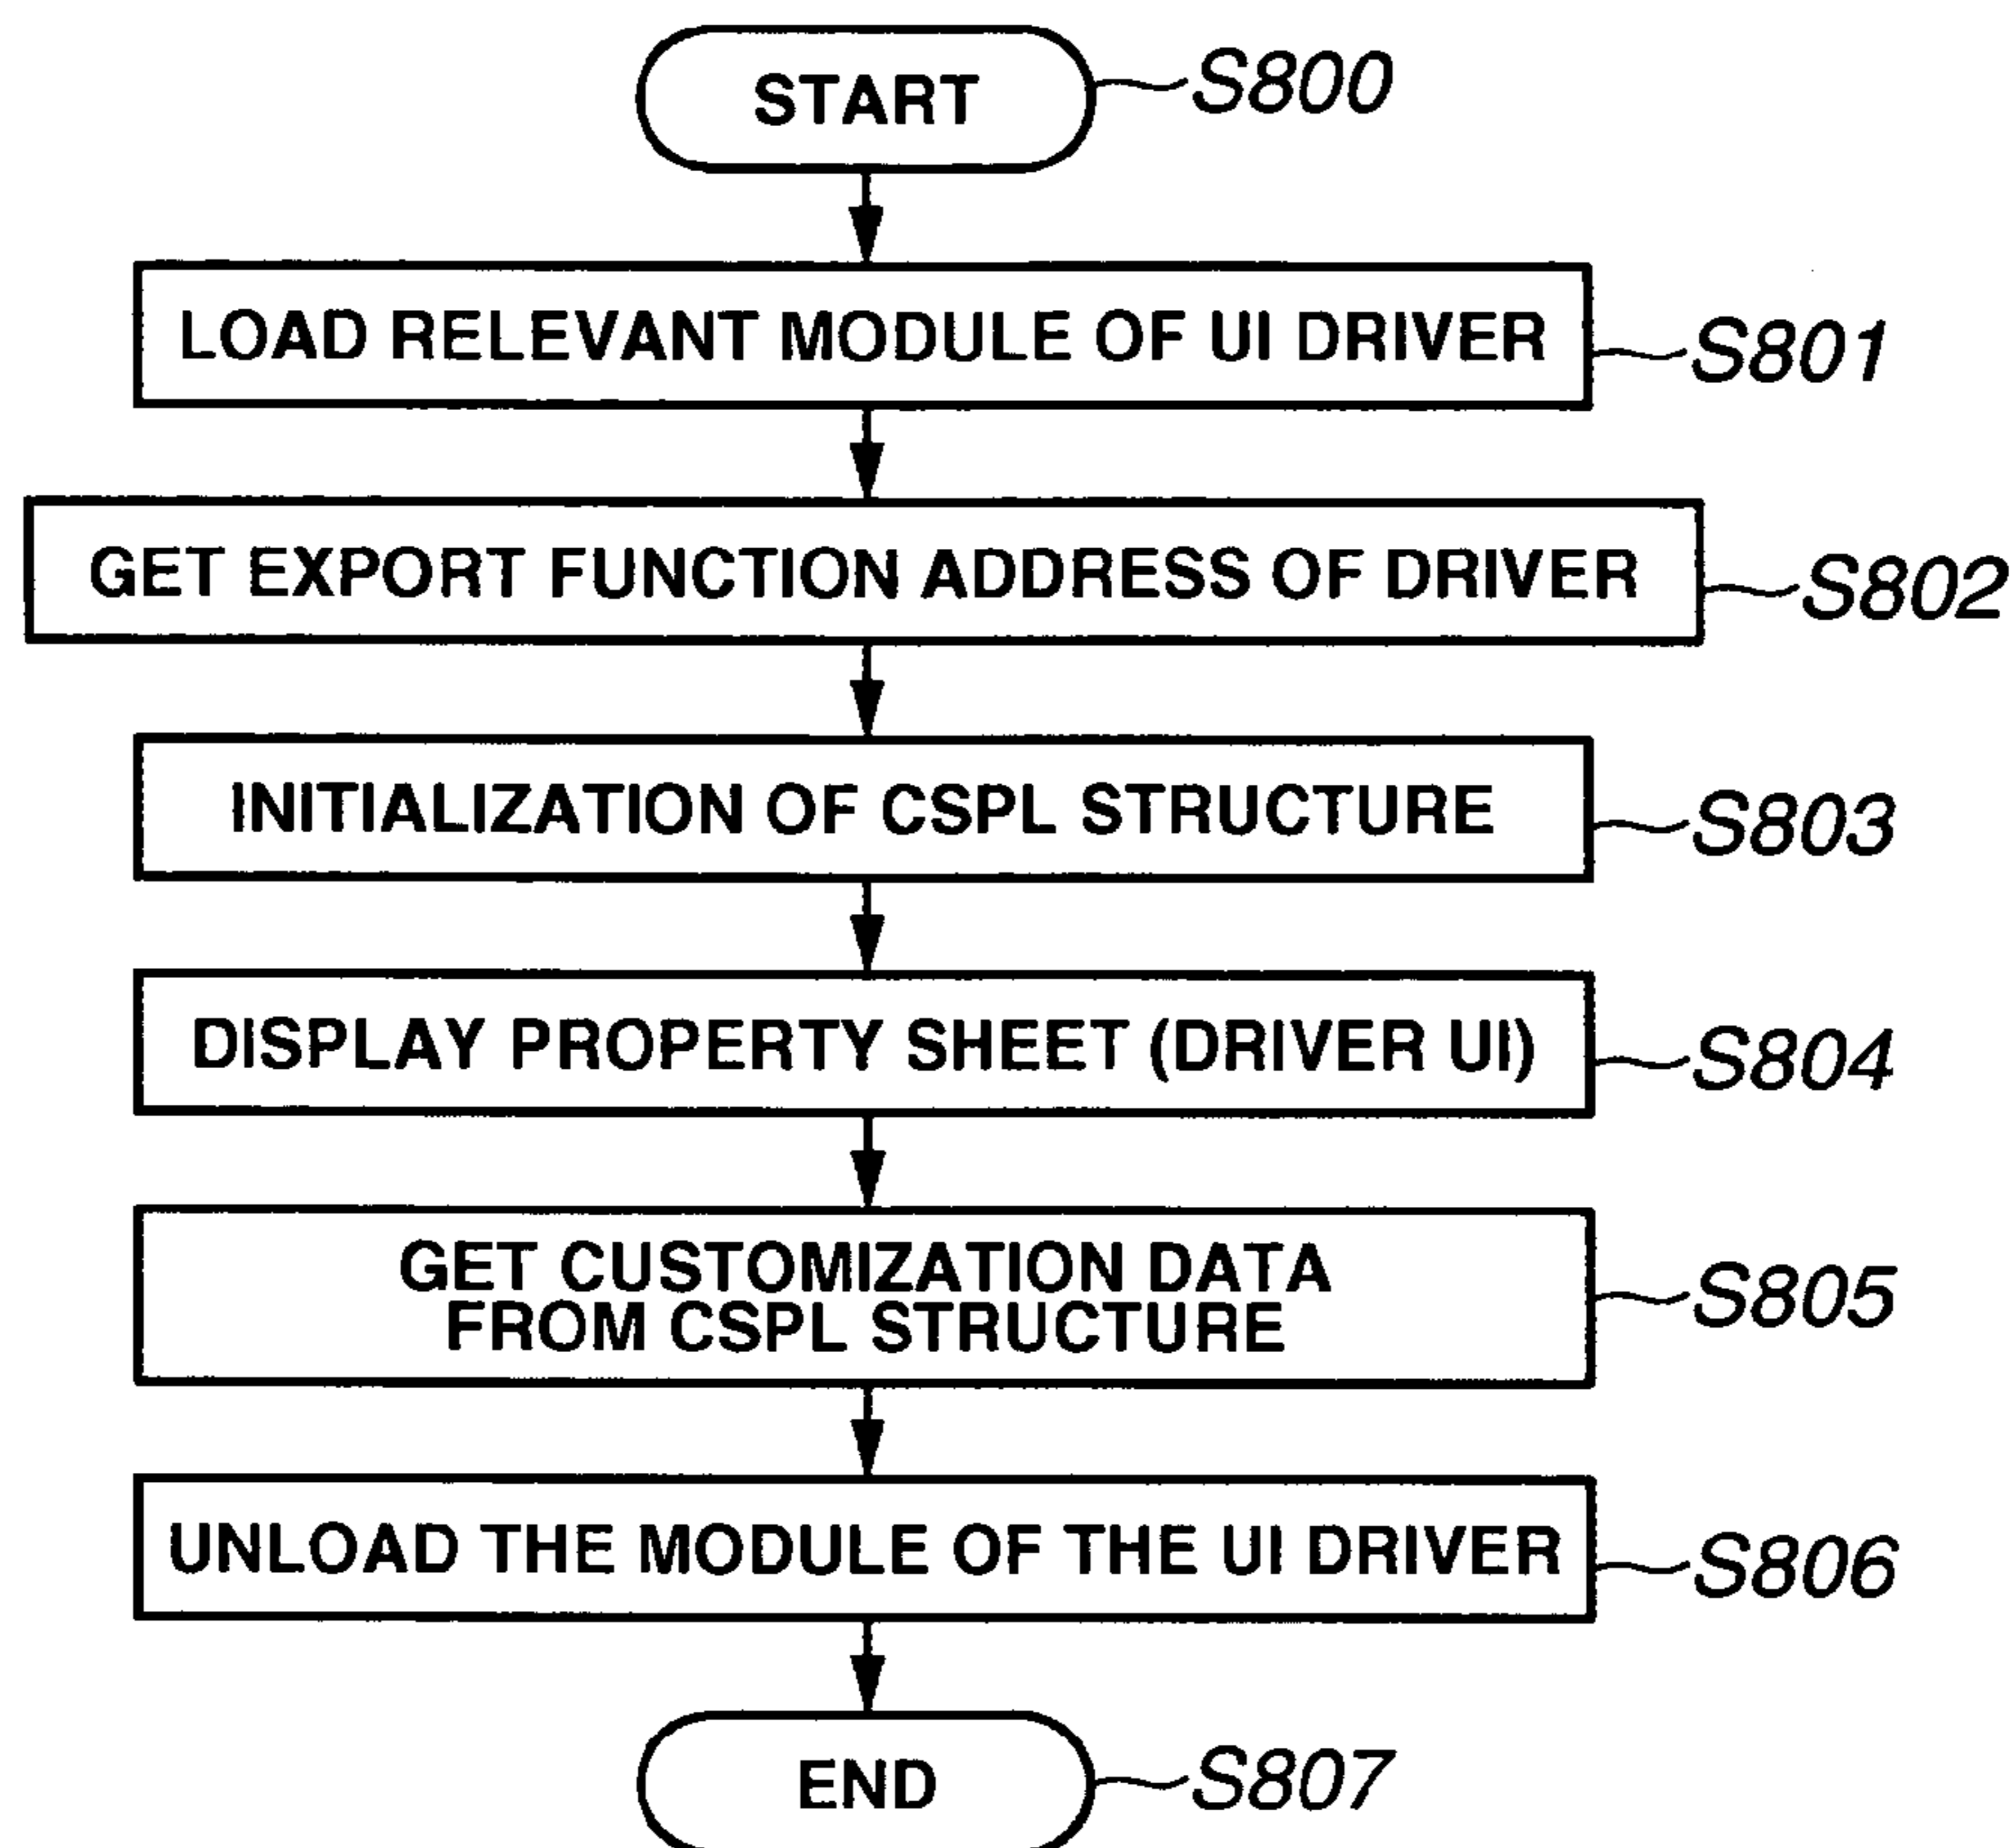 START
S800
LOAD RELEVANT MODULE OF UI DRIVER
S801
GET EXPORT FUNCTION ADDRESS OF DRIVER
S802
INITIALIZATION OF CSPL STRUCTURE
S803
DISPLAY PROPERTY SHEET (DRIVER UI)
S804
GET CUSTOMIZATION DATA
FROM CSPL STRUCTURE
S805
UNLOAD THE MODULE OF THE UI DRIVER
S806
END
S807